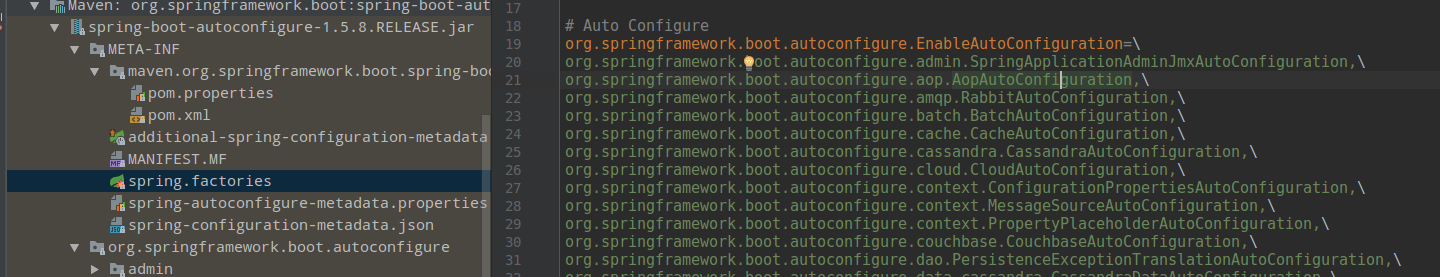 Maven: org.springframework.boot:spring-boot-aut
spring-boot-autoconfigure-1.5.8.RELEASE.jar
META-INF
maven.org.springframework.boot.spring-boo
pom.properties
pom.xml
additional-spring-configuration-metadata
MANIFEST.MF
spring.factories
spring-autoconfigure-metadata.properties
spring-configuration-metadata.json
org.springframework.boot.autoconfigure
admin
17
18 # Auto Configure
19 org.springframework.boot.autoconfigure.EnableAutoConfiguration=\
20 org.springframework.boot.autoconfigure.admin.SpringApplicationAdminJmxAutoConfiguration,\
21 org.springframework.boot.autoconfigure.aop.AopAutoConfiguration,\
22 org.springframework.boot.autoconfigure.amqp.RabbitAutoConfiguration,\
23 org.springframework.boot.autoconfigure.batch.BatchAutoConfiguration,\
24 org.springframework.boot.autoconfigure.cache.CacheAutoConfiguration,\
25 org.springframework.boot.autoconfigure.cassandra.CassandraAutoConfiguration,\
26 org.springframework.boot.autoconfigure.cloud.CloudAutoConfiguration,\
27 org.springframework.boot.autoconfigure.context.ConfigurationPropertiesAutoConfiguration,\
28 org.springframework.boot.autoconfigure.context.MessageSourceAutoConfiguration,\
29 org.springframework.boot.autoconfigure.context.PropertyPlaceholderAutoConfiguration,\
30 org.springframework.boot.autoconfigure.couchbase.CouchbaseAutoConfiguration,\
31 org.springframework.boot.autoconfigure.dao.PersistenceExceptionTranslationAutoConfiguration,\
org.springframework.boot.autoconfigure.data.cassandra.CassandraDataAutoConfiguration,\